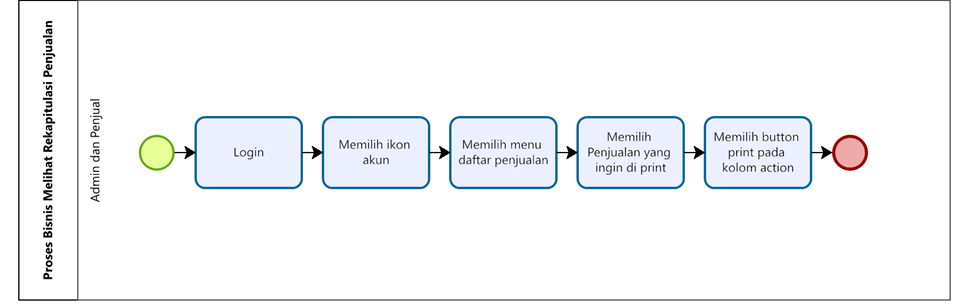 Proses Bisnis Melihat Rekapitulasi Penjualan
Admin dan Penjual
Login
Memilih ikon
akun
Memilih menu
daftar penjualan
Memilih
Penjualan yang
ingin di print
Memilih button
print pada
kolom action